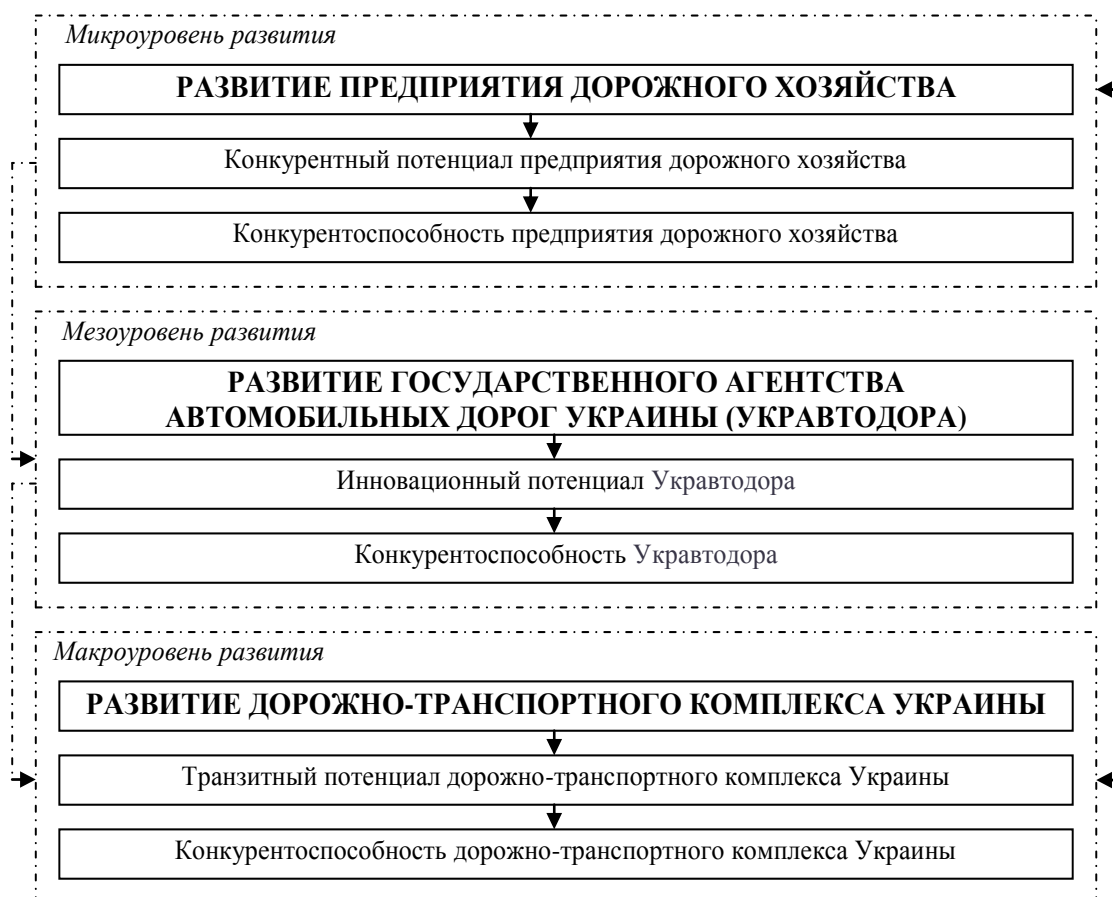 Микроуровень развития
РАЗВИТИЕ ПРЕДПРИЯТИЯ ДОРОЖНОГО ХОЗЯЙСТВА
Конкурентный потенциал предприятия дорожного хозяйства
Конкурентоспособность предприятия дорожного хозяйства
Мезоуровень развития
РАЗВИТИЕ ГОСУДАРСТВЕННОГО АГЕНТСТВА
АВТОМОБИЛЬНЫХ ДОРОГ УКРАИНЫ (УКРАВТОДОРА)
Инновационный потенциал Укравтодора
Конкурентоспособность Укравтодора
Макроуровень развития
РАЗВИТИЕ ДОРОЖНО-ТРАНСПОРТНОГО КОМПЛЕКСА УКРАИНЫ
Транзитный потенциал дорожно-транспортного комплекса Украины
Конкурентоспособность дорожно-транспортного комплекса Украины